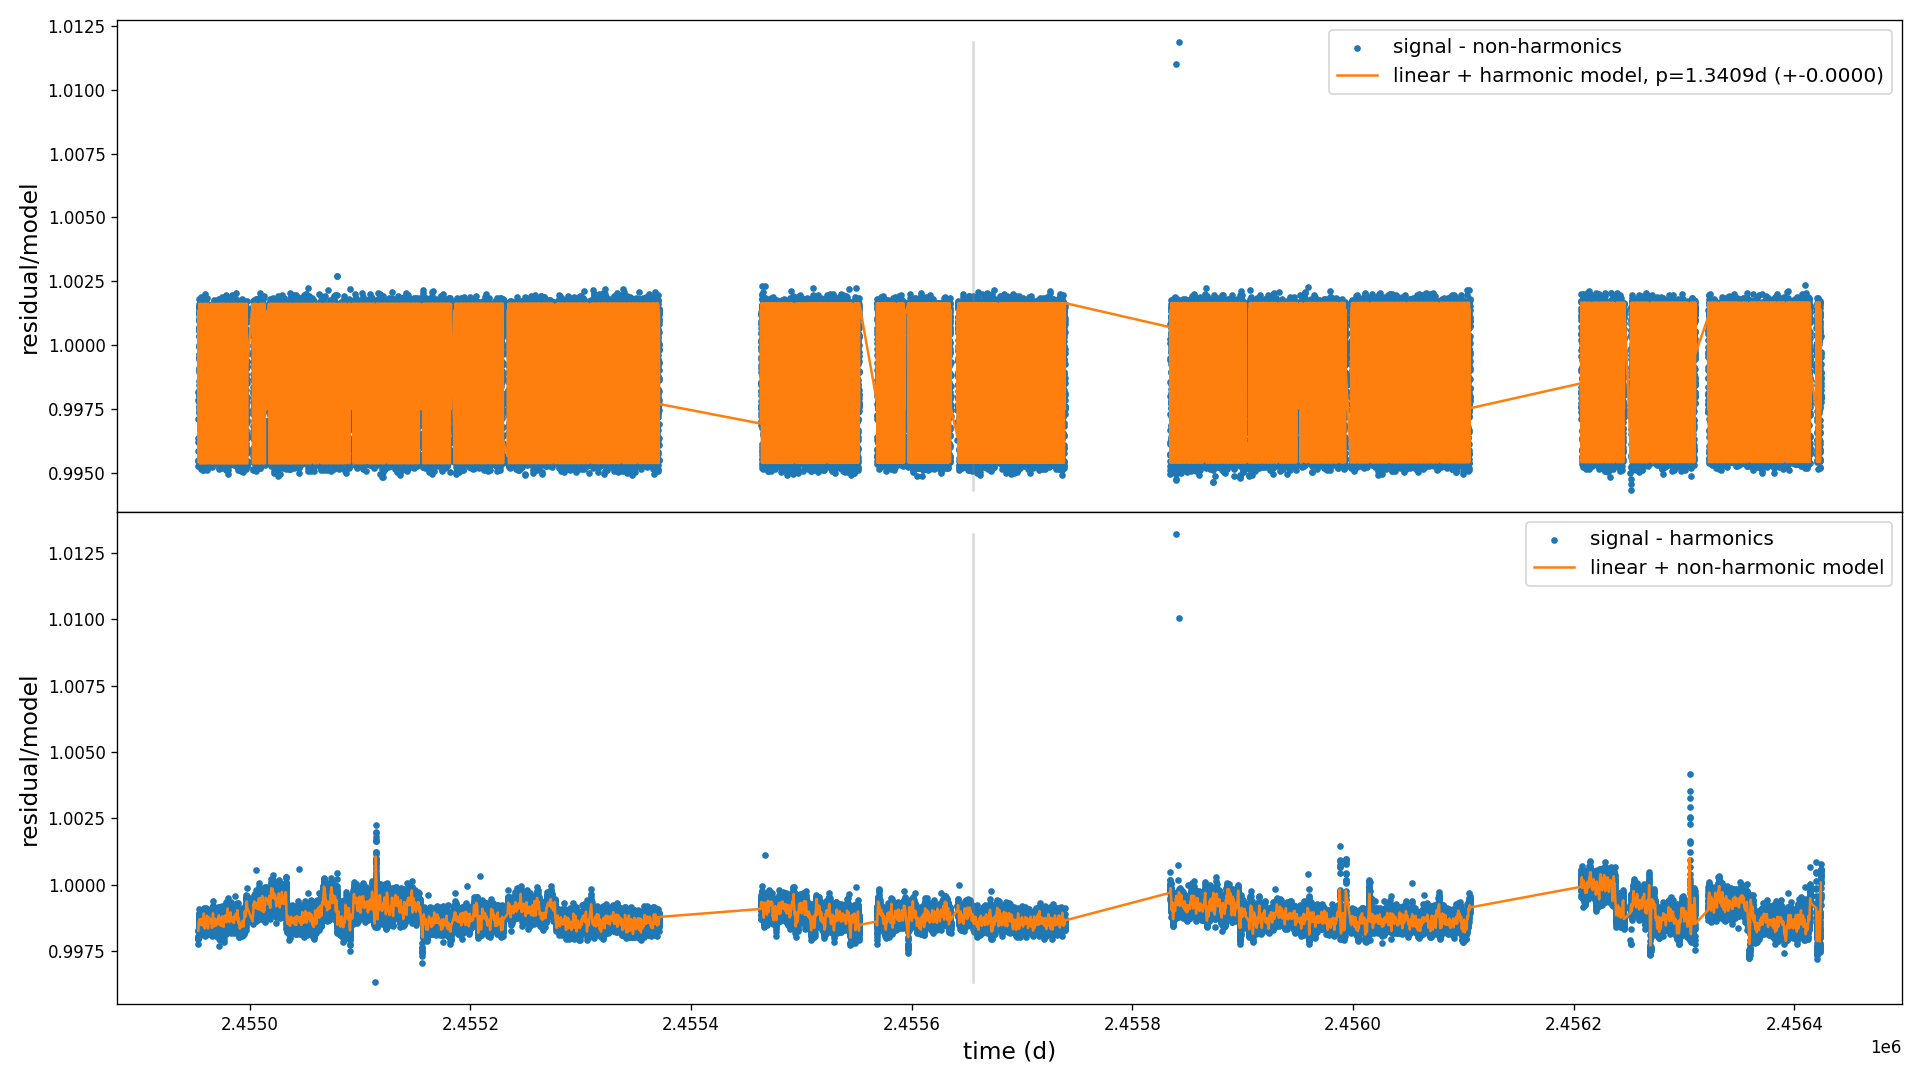 1.0125
1.0100
1.0075
1.0050
1.0025
1.0000
0.9975
0.9950
residual/model
signal - non-harmonics
linear + harmonic model, p=1.3409d (+-0.0000)
1.0125
1.0100
1.0075
1.0050
1.0025
1.0000
0.9975
residual/model
signal - harmonics
linear + non-harmonic model
2.4550 2.4552 2.4554 2.4556 2.4558 2.4560 2.4562 2.4564
1e6
time (d)